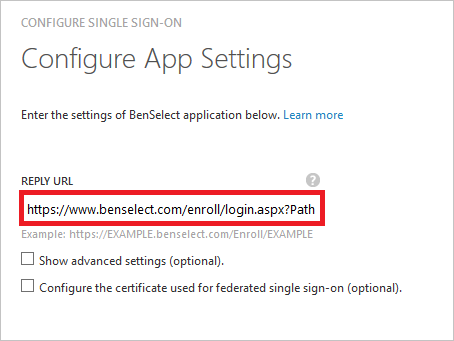 CONFIGURE SINGLE SIGN-ON
Configure App Settings
Enter the settings of BenSelect application below. Learn more
REPLY URL ?
https://www.benselect.com/enroll/login.aspx?Path
Example: https://EXAMPLE.benselect.com/Enroll/EXAMPLE
Show advanced settings (optional).
Configure the certificate used for federated single sign-on (optional).